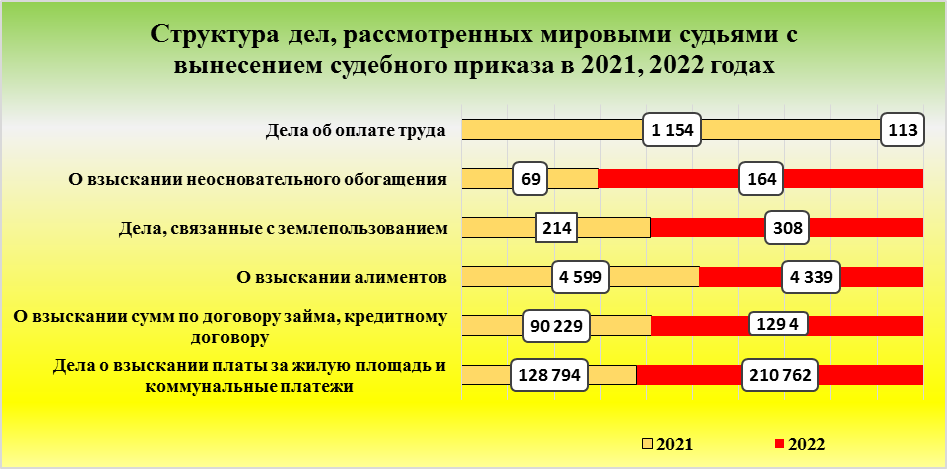 Структура дел, рассмотренных мировыми судьями с
вынесением судебного приказа в 2021, 2022 годах
Дела об оплате труда
1 154
113
О взыскании неосновательного обогащения
69
164
Дела, связанные с землепользованием
214
308
О взыскании алиментов
4 599
4 339
О взыскании сумм по договору займа, кредитному
договору
90 229
129 4
Дела о взыскании платы за жилую площадь и
коммунальные платежи
128 794
210 762
2021
2022